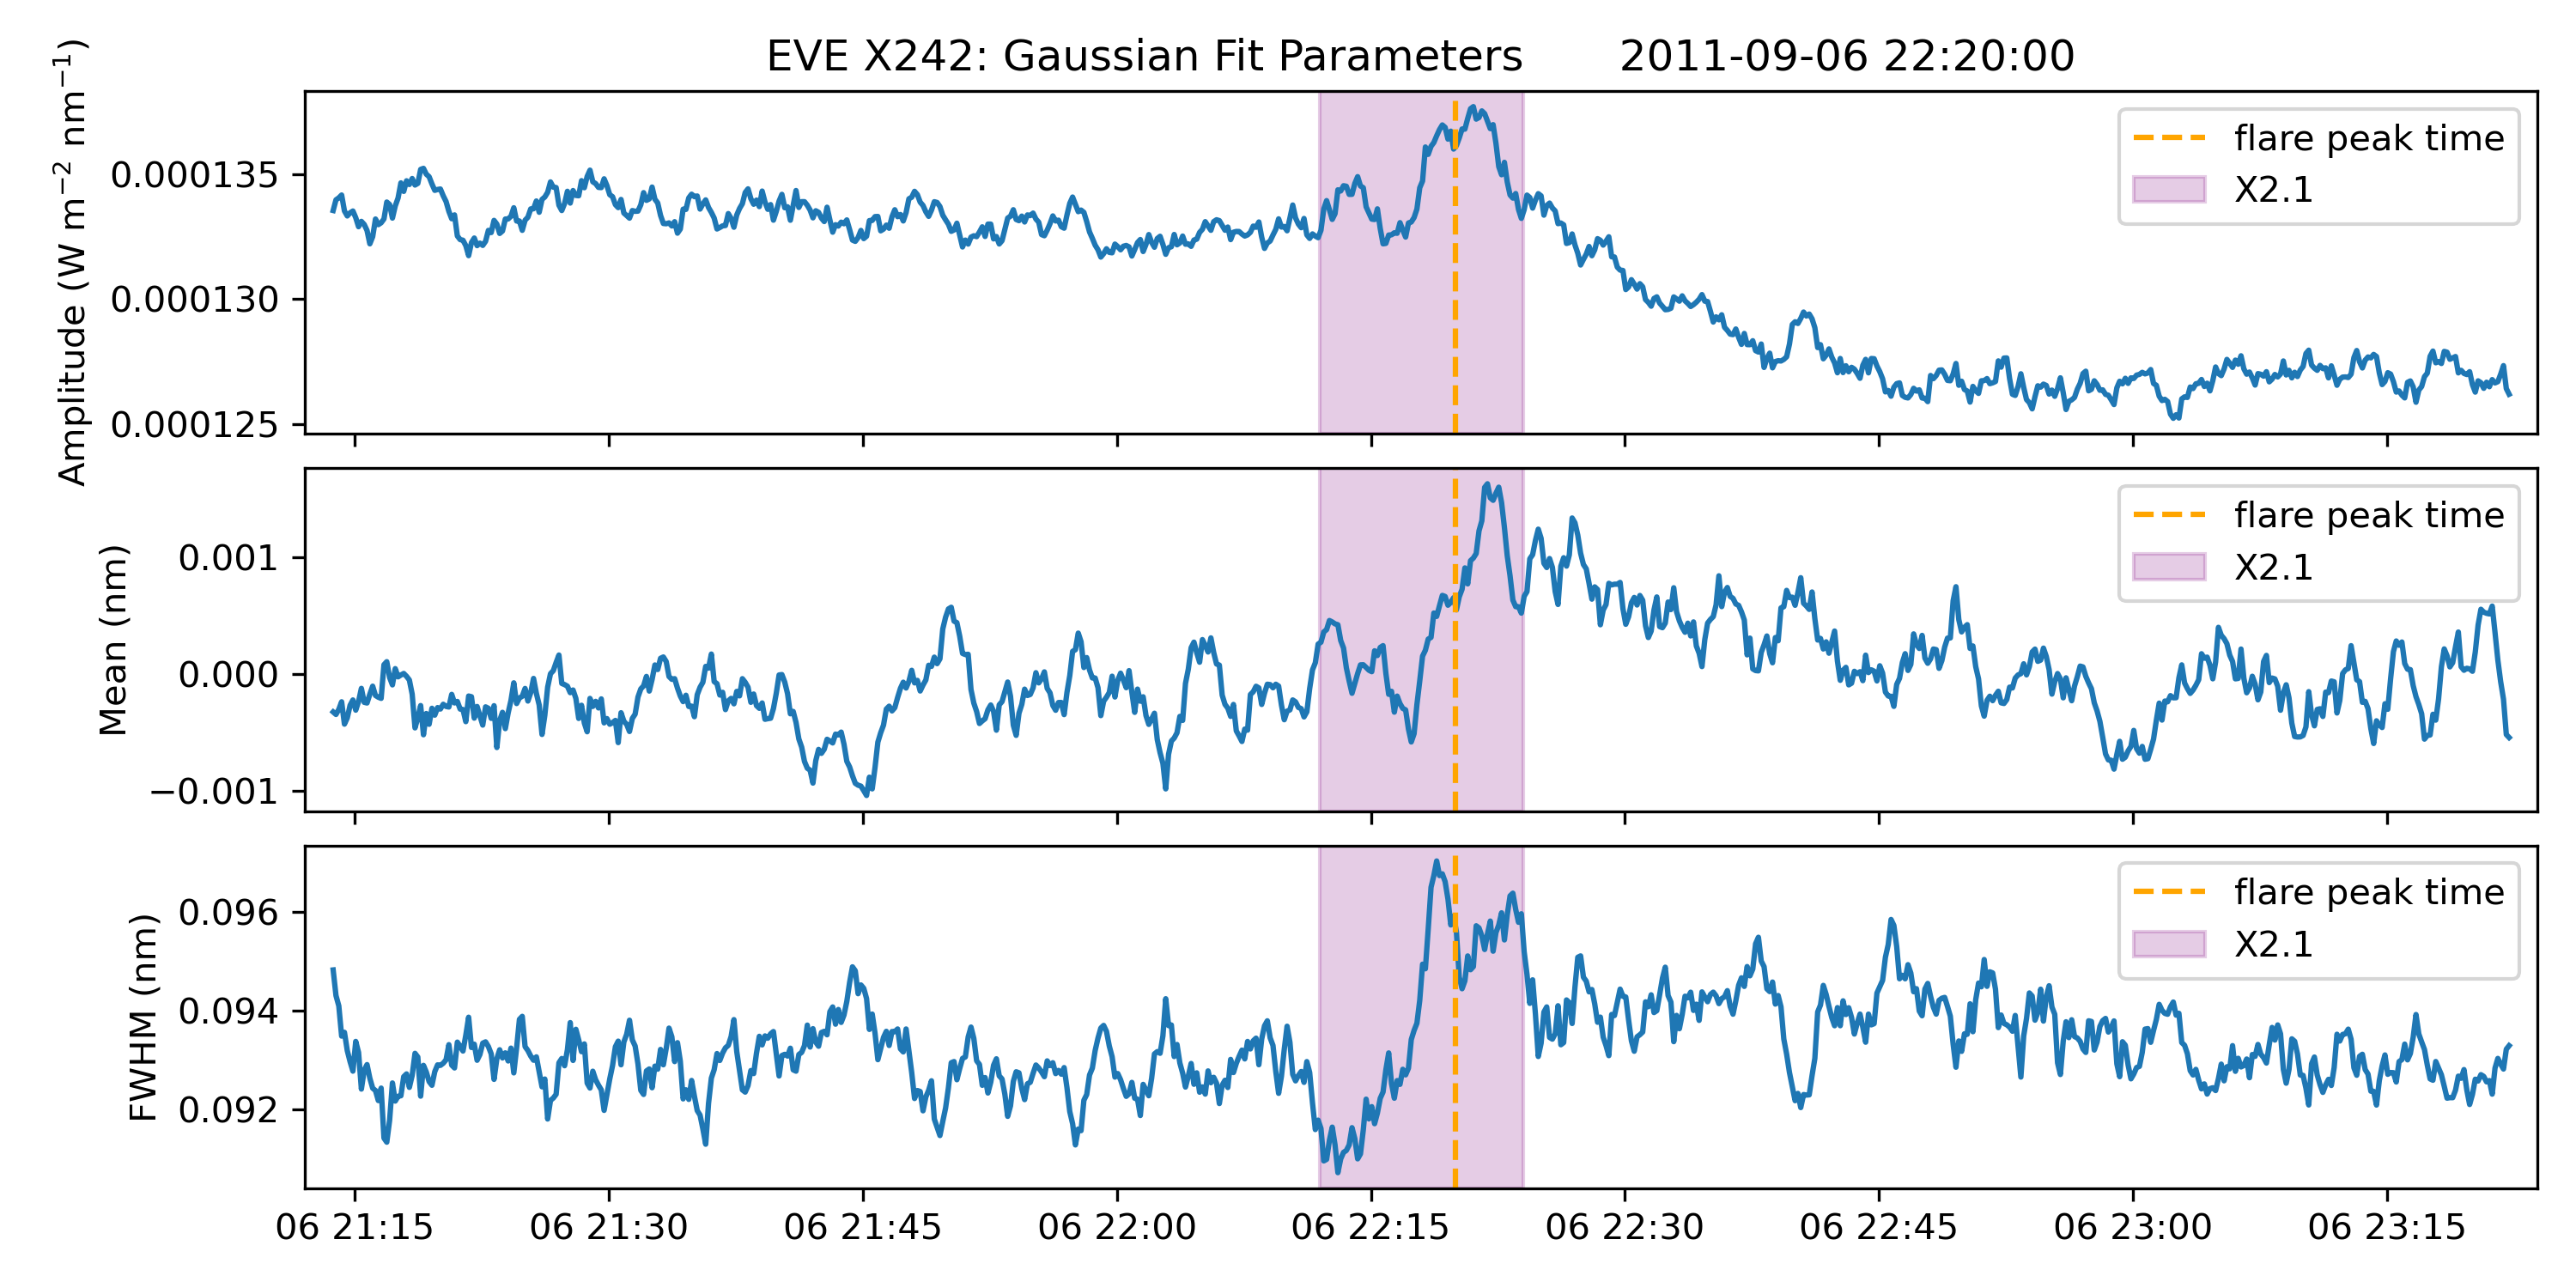 EVE X242: Gaussian Fit Parameters 2011-09-06 22:20:00
Amplitude (W m⁻² nm⁻¹)
0.000135
0.000130
0.000125
flare peak time
X2.1
Mean (nm)
0.001
0.000
−0.001
flare peak time
X2.1
FWHM (nm)
0.096
0.094
0.092
flare peak time
X2.1
06 21:15 06 21:30 06 21:45 06 22:00 06 22:15 06 22:30 06 22:45 06 23:00 06 23:15